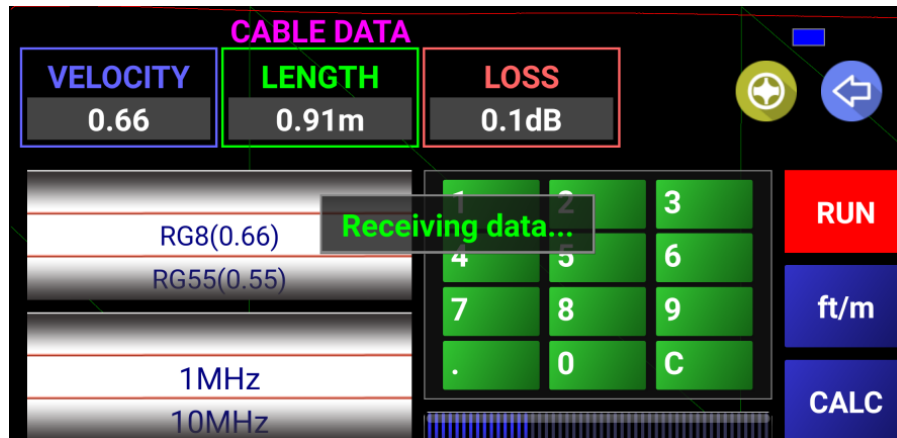 CABLE DATA
VELOCITY
0.66
LENGTH
0.91m
LOSS
0.1dB
RG8(0.66)
RG55(0.55)
1MHz
10MHz
Receiving data...
1 2 3
4 5 6
7 8 9
. 0 C
RUN
ft/m
CALC